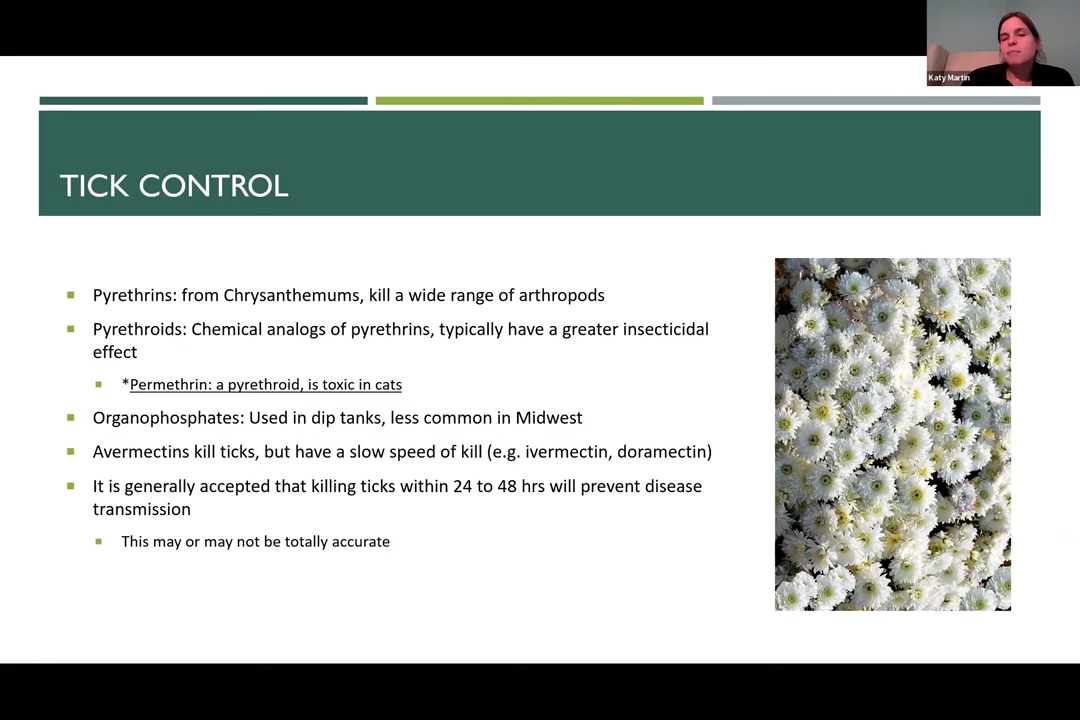 Katy Martin
TICK CONTROL
Pyrethrins: from Chrysanthemums, kill a wide range of arthropods
Pyrethroids: Chemical analogs of pyrethrins, typically have a greater insecticidal
effect
*Permethrin: a pyrethroid, is toxic in cats
Organophosphates: Used in dip tanks, less common in Midwest
Avermectins kill ticks, but have a slow speed of kill (e.g. ivermectin, doramectin)
It is generally accepted that killing ticks within 24 to 48 hrs will prevent disease
transmission
This may or may not be totally accurate